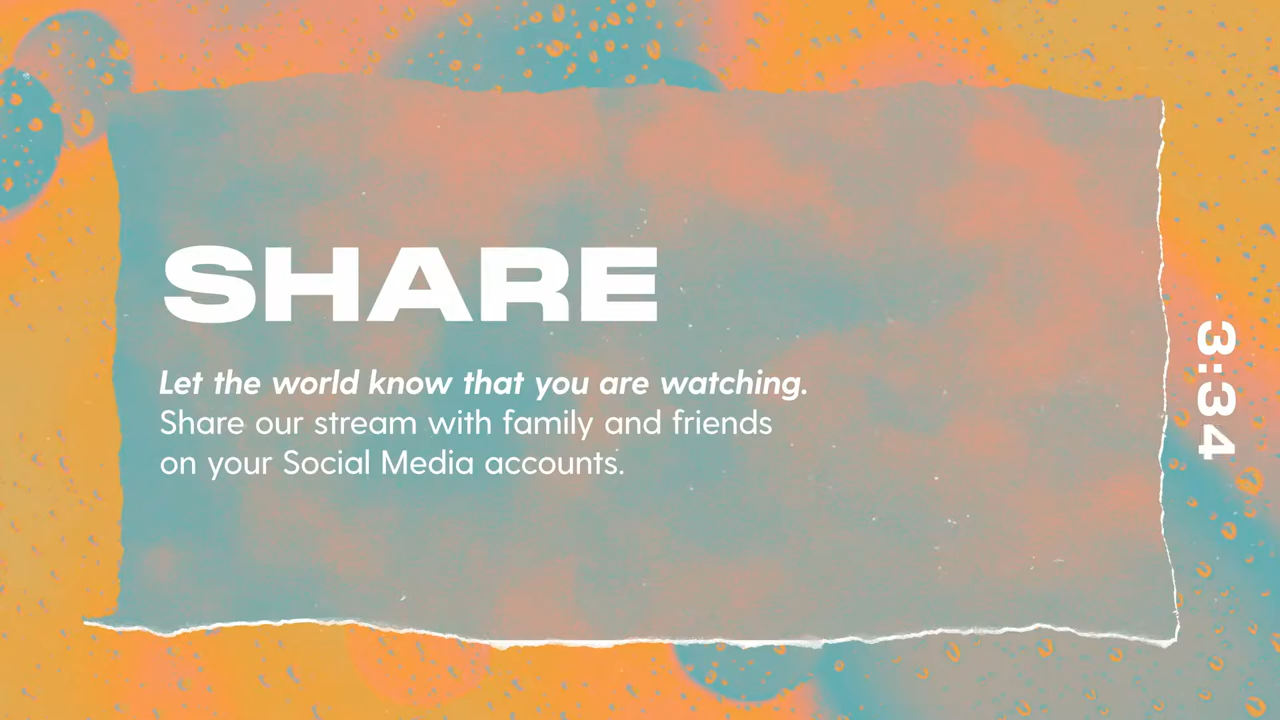 SHARE
Let the world know that you are watching.
Share our stream with family and friends
on your Social Media accounts.
3:34